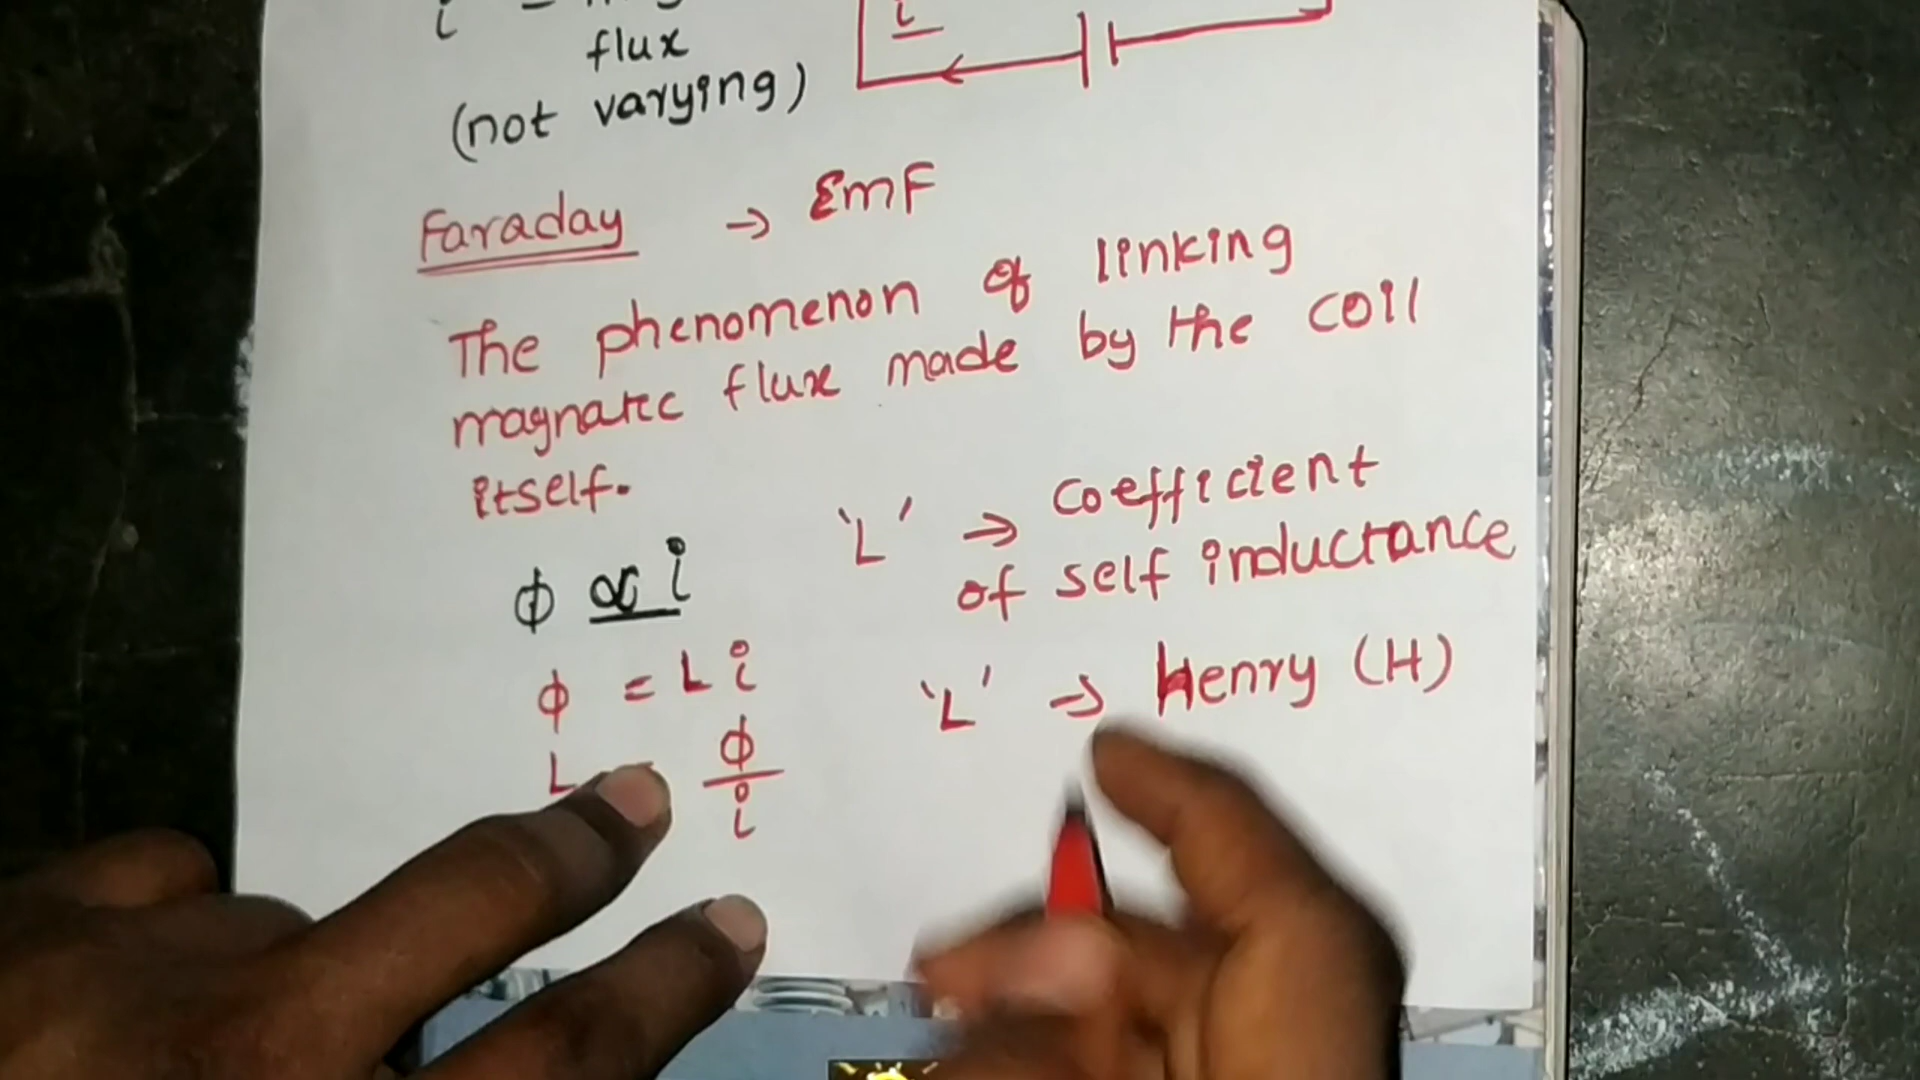 i -
flux
(not varying)
i
Faraday → EmF
The phenomenon of linking
magnatic flux made by the coil
itself.
'L' → coefficient
of self inductance
ϕ ∝ i
ϕ = L i
'L' → Henry (H)
L = ϕ
i